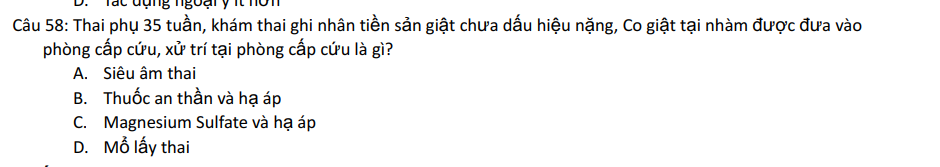 D. Tác dụng ngoại ý ít hơn
Câu 58: Thai phụ 35 tuần, khám thai ghi nhân tiền sản giật chưa dấu hiệu nặng, Co giật tại nhàm được đưa vào
phòng cấp cứu, xử trí tại phòng cấp cứu là gì?
A. Siêu âm thai
B. Thuốc an thần và hạ áp
C. Magnesium Sulfate và hạ áp
D. Mổ lấy thai